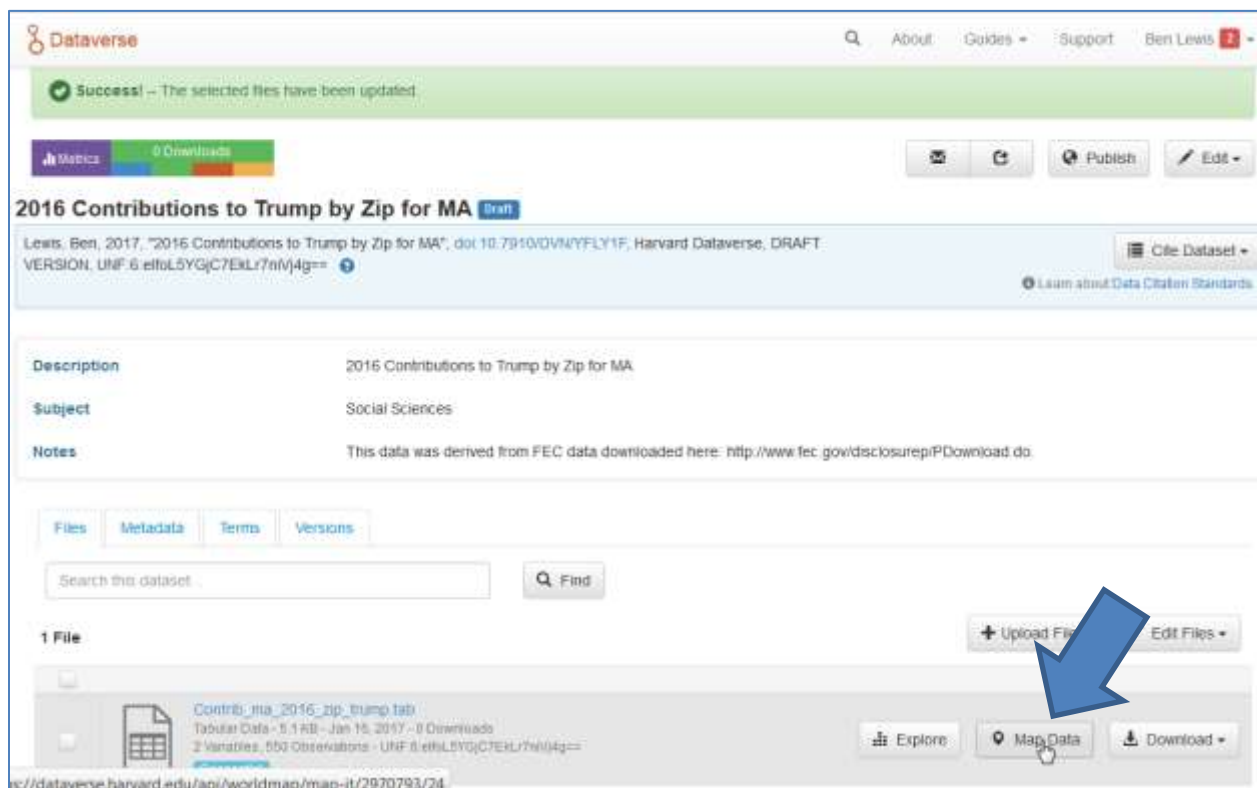 Dataverse
About Guides Support Ben Lewis 2
Success! – The selected files have been updated.
Metrics 0 Downloads
Publish Edit
2016 Contributions to Trump by Zip for MA Draft
Lewis, Ben, 2017, "2016 Contributions to Trump by Zip for MA", doi:10.7910/DVN/YFLY1F, Harvard Dataverse, DRAFT
VERSION, UNF:6:
Cite Dataset
Learn about Data Citation Standards.
Description 2016 Contributions to Trump by Zip for MA
Subject Social Sciences
Notes This data was derived from FEC data downloaded here: http://www.fec.gov/disclosurep/PDownload.do.
Files Metadata Terms Versions
Search this dataset...
Find
1 File
Upload Edit Files
Contrib_ma_2016_zip_trump.tab
Tabular Data - 5.1 KB - Jan 16, 2017 - 0 Downloads
2 Variables, 550 Observations -
Explore Map Data Download
s://dataverse.harvard.edu/api/worldmap/map-it/2970793/24